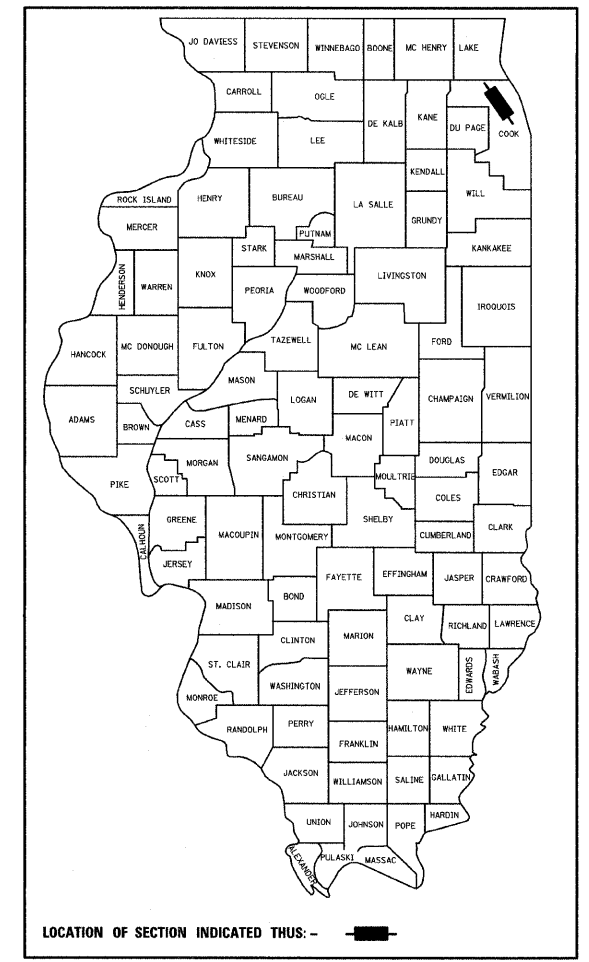 JO DAVIESS STEVENSON WINNEBAGO BOONE MC HENRY LAKE
CARROLL OGLE DE KALB KANE DU PAGE COOK
WHITESIDE LEE
KENDALL
ROCK ISLAND HENRY BUREAU LA SALLE GRUNDY WILL
MERCER PUTNAM
STARK MARSHALL KANKAKEE
HENDERSON WARREN KNOX PEORIA WOODFORD LIVINGSTON IROQUOIS
HANCOCK MC DONOUGH FULTON TAZEWELL MC LEAN FORD
MASON
SCHUYLER LOGAN DE WITT CHAMPAIGN VERMILION
ADAMS BROWN CASS MENARD MACON PIATT
MORGAN SANGAMON DOUGLAS EDGAR
PIKE SCOTT CHRISTIAN MOULTRIE COLES
GREENE MACOUPIN MONTGOMERY SHELBY CUMBERLAND CLARK
CALHOUN JERSEY FAYETTE EFFINGHAM JASPER CRAWFORD
MADISON BOND
CLINTON MARION CLAY RICHLAND LAWRENCE
ST. CLAIR WASHINGTON JEFFERSON WAYNE EDWARDS WABASH
MONROE
RANDOLPH PERRY FRANKLIN HAMILTON WHITE
JACKSON WILLIAMSON SALINE GALLATIN
UNION JOHNSON POPE HARDIN
ALEXANDER PULASKI MASSAC
LOCATION OF SECTION INDICATED THUS: –